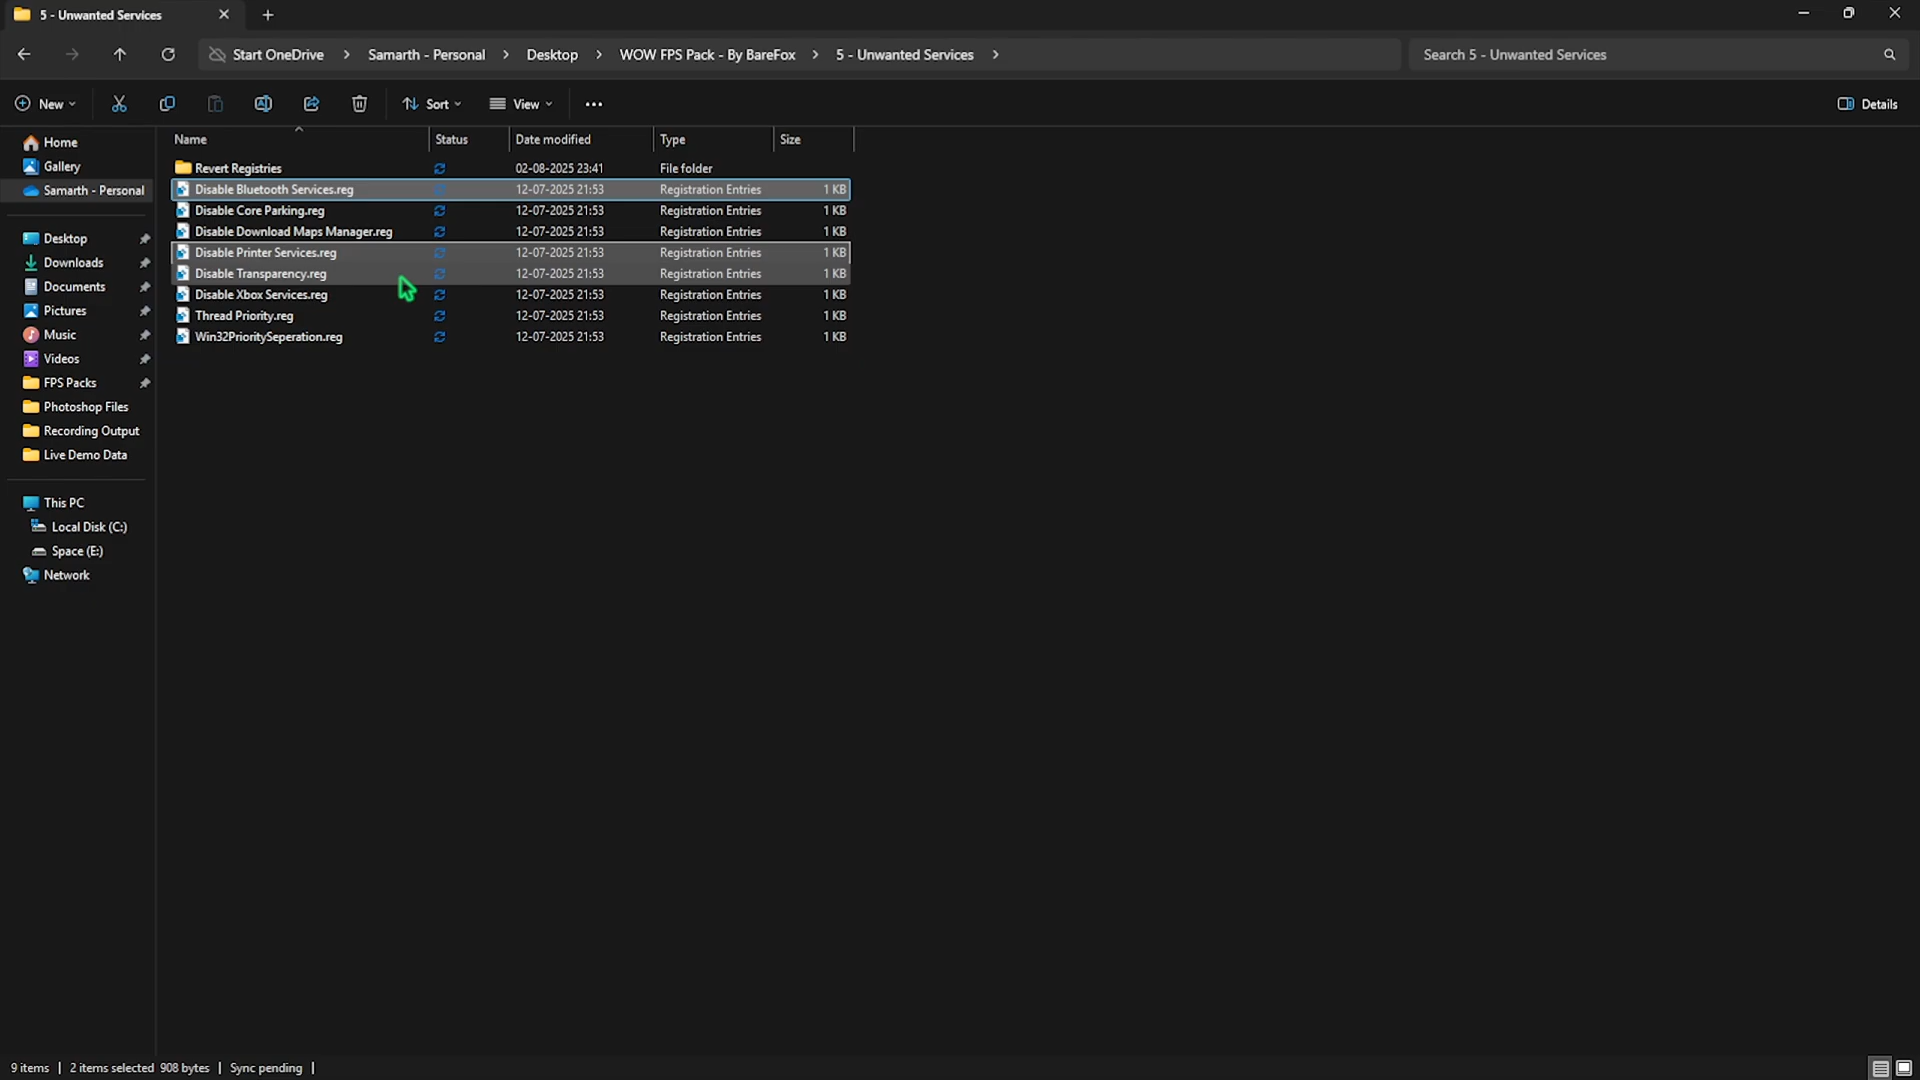 5 - Unwanted Services
Start OneDrive > Samarth - Personal > Desktop > WOW FPS Pack - By BareFox > 5 - Unwanted Services >
Search 5 - Unwanted Services
New
Sort
View
Details
Home
Gallery
Samarth - Personal
Desktop
Downloads
Documents
Pictures
Music
Videos
FPS Packs
Photoshop Files
Recording Output
Live Demo Data
This PC
Local Disk (C:)
Space (E:)
Network
Name Status Date modified Type Size
Revert Registries 02-08-2025 23:41 File folder
Disable Bluetooth Services.reg 12-07-2025 21:53 Registration Entries 1 KB
Disable Core Parking.reg 12-07-2025 21:53 Registration Entries 1 KB
Disable Download Maps Manager.reg 12-07-2025 21:53 Registration Entries 1 KB
Disable Printer Services.reg 12-07-2025 21:53 Registration Entries 1 KB
Disable Transparency.reg 12-07-2025 21:53 Registration Entries 1 KB
Disable Xbox Services.reg 12-07-2025 21:53 Registration Entries 1 KB
Thread Priority.reg 12-07-2025 21:53 Registration Entries 1 KB
Win32PrioritySeperation.reg 12-07-2025 21:53 Registration Entries 1 KB
9 items | 2 items selected 908 bytes | Sync pending |